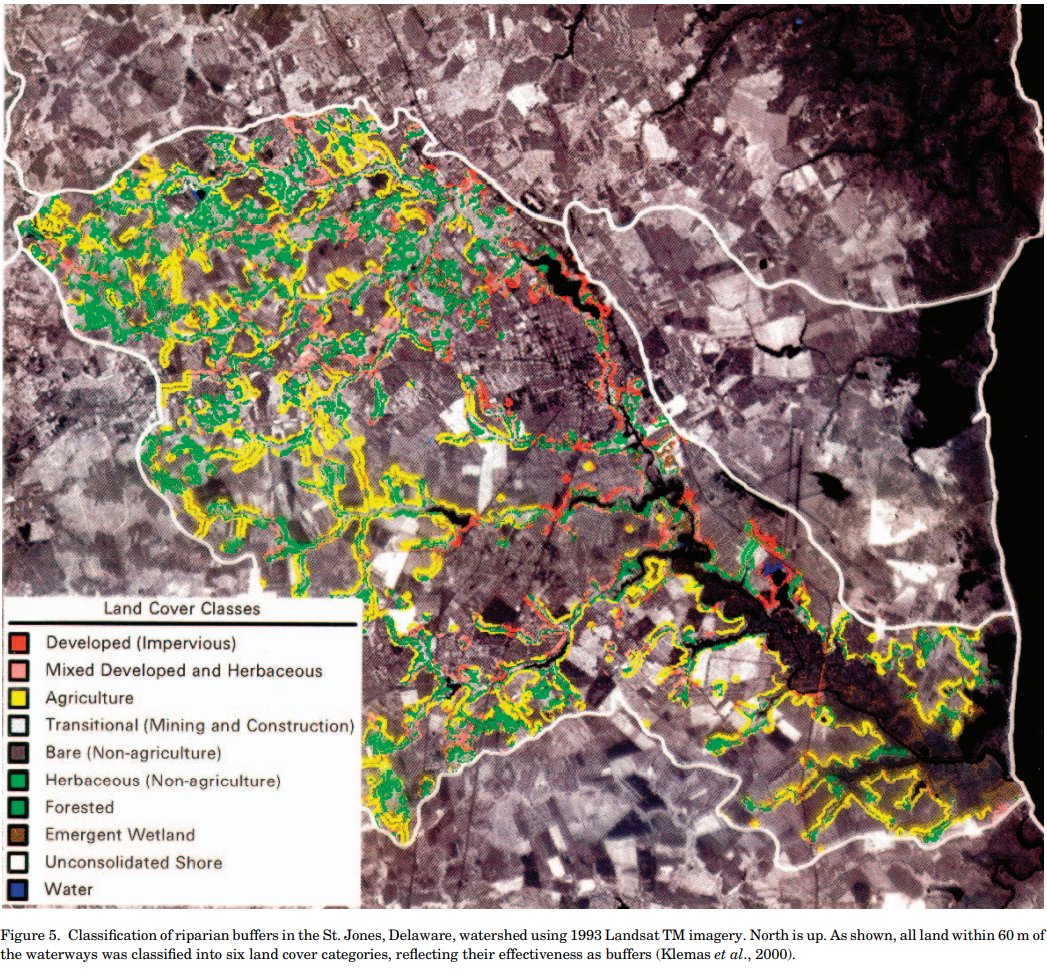 Land Cover Classes
Developed (Impervious)
Mixed Developed and Herbaceous
Agriculture
Transitional (Mining and Construction)
Bare (Non-agriculture)
Herbaceous (Non-agriculture)
Forested
Emergent Wetland
Unconsolidated Shore
Water
Figure 5. Classification of riparian buffers in the St. Jones, Delaware, watershed using 1993 Landsat TM imagery. North is up. As shown, all land within 60 m of
the waterways was classified into six land cover categories, reflecting their effectiveness as buffers (Klemas et al., 2000).